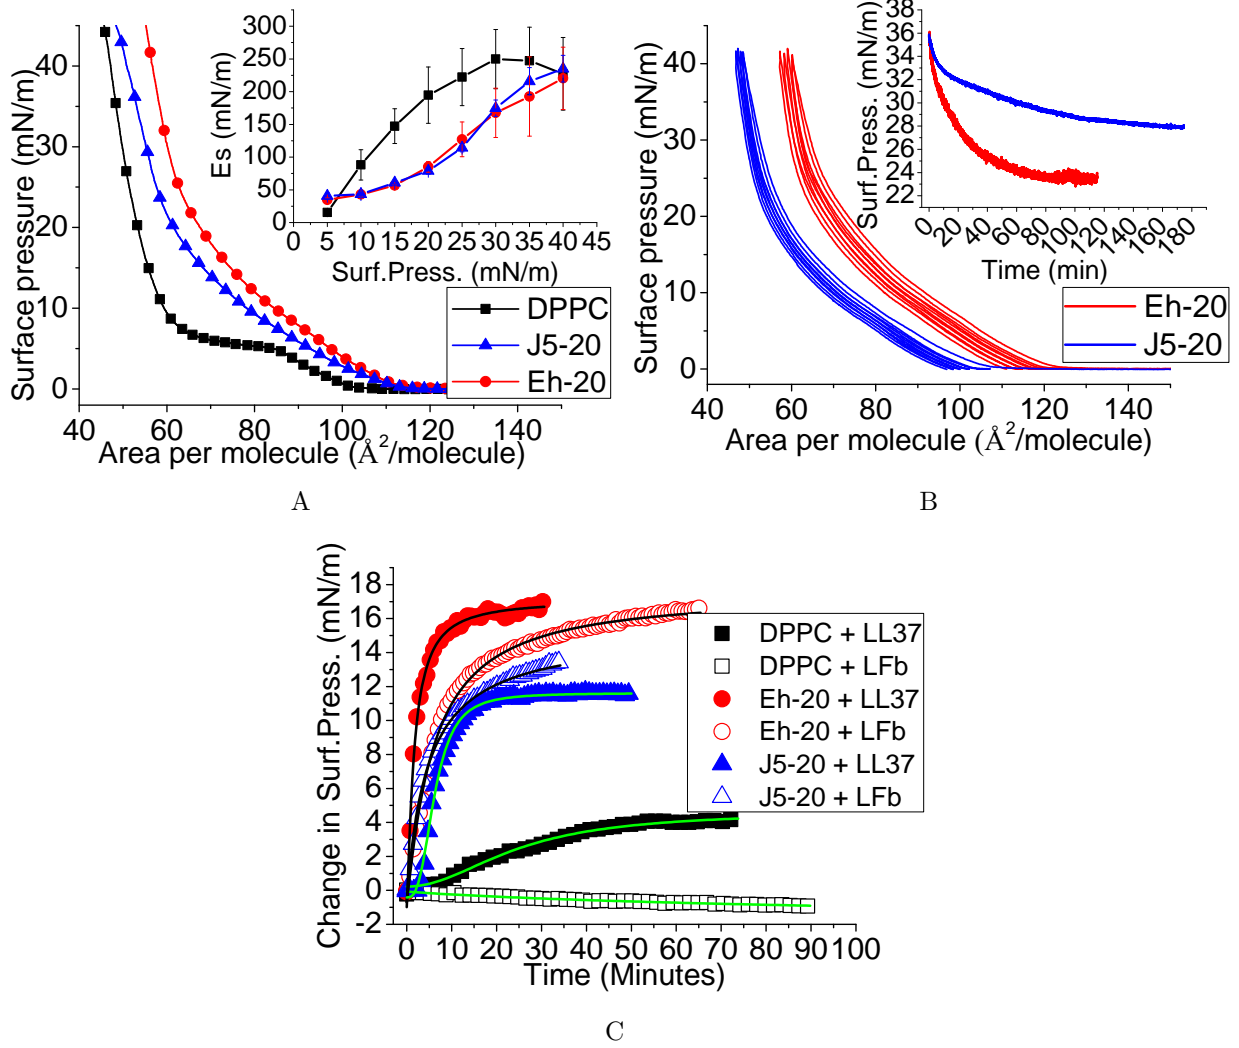 Surface pressure (mN/m)
40
30
20
10
0
40
60
80
100
120
140
Area per molecule (Å²/molecule)
Es (mN/m)
300
250
200
150
100
50
0
0 5 10 15 20 25 30 35 40 45
Surf.Press. (mN/m)
DPPC
J5-20
Eh-20
A
Surface pressure (mN/m)
40
30
20
10
0
40
60
80
100
120
140
Area per molecule (Å²/molecule)
Surf.Press. (mN/m)
38
36
34
32
30
28
26
24
22
0 20 40 60 80 100 120 140 160 180
Time (min)
Eh-20
J5-20
B
Change in Surf.Press. (mN/m)
18
16
14
12
10
8
6
4
2
0
-2
0 10 20 30 40 50 60 70 80 90 100
Time (Minutes)
DPPC + LL37
DPPC + LFb
Eh-20 + LL37
Eh-20 + LFb
J5-20 + LL37
J5-20 + LFb
C